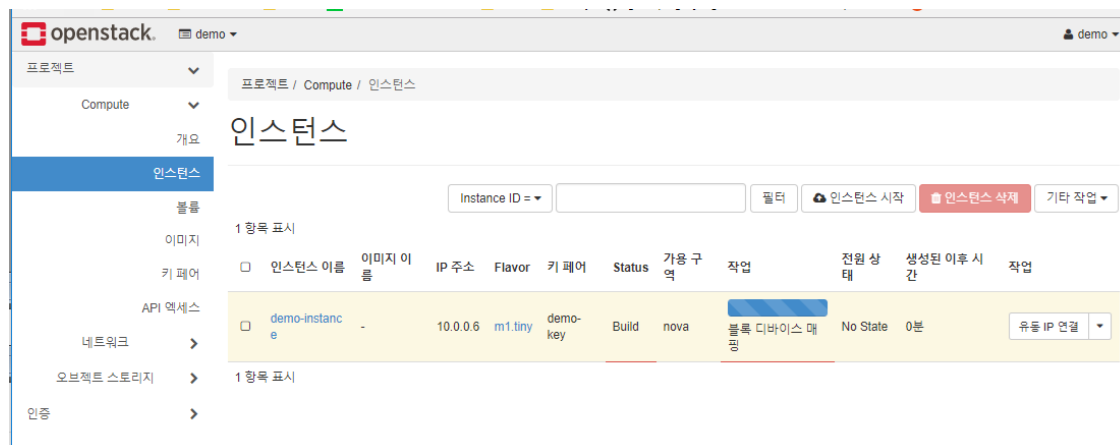 openstack. demo
demo
프로젝트
Compute
개요
인스턴스
볼륨
이미지
키 페어
API 엑세스
네트워크
오브젝트 스토리지
인증
프로젝트 / Compute / 인스턴스
인스턴스
Instance ID =
필터
인스턴스 시작
인스턴스 삭제
기타 작업
1 항목 표시
인스턴스 이름
이미지 이
름
IP 주소
Flavor
키 페어
Status
가용 구
역
작업
전원 상
태
생성된 이후 시
간
작업
demo-instanc
e
-
10.0.0.6
m1.tiny
demo-
key
Build
nova
블록 디바이스 매
핑
No State
0분
유동 IP 연결
1 항목 표시